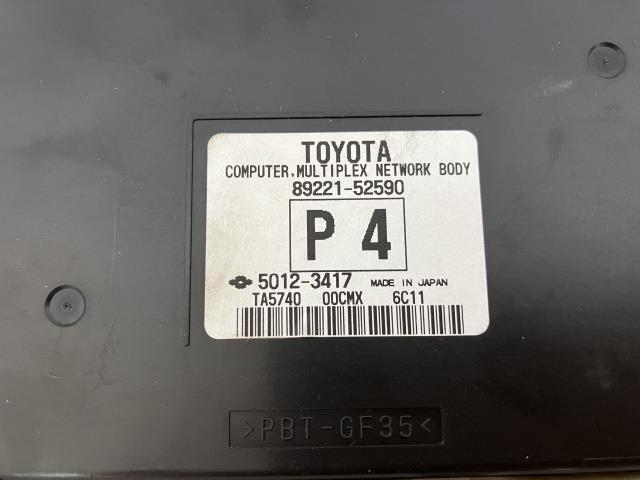 TOYOTA
COMPUTER,MULTIPLEX NETWORK BODY
89221-52590
P 4
5012-3417 MADE IN JAPAN
TA5740 00CMX 6C11
>PBT-GF35<